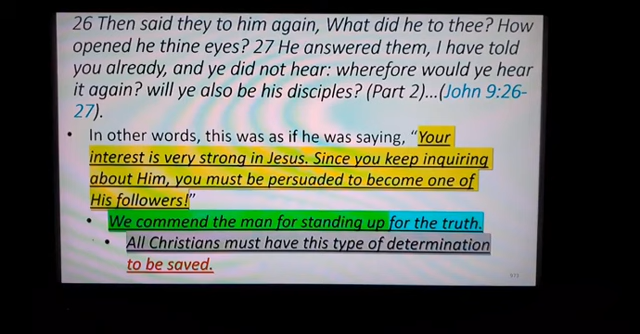 26 Then said they to him again, What did he to thee? How
opened he thine eyes? 27 He answered them, I have told
you already, and ye did not hear: wherefore would ye hear
it again? will ye also be his disciples? (Part 2)…(John 9:26-
27).
• In other words, this was as if he was saying, “Your
interest is very strong in Jesus. Since you keep inquiring
about Him, you must be persuaded to become one of
His followers!”
• We commend the man for standing up for the truth.
• All Christians must have this type of determination
to be saved.